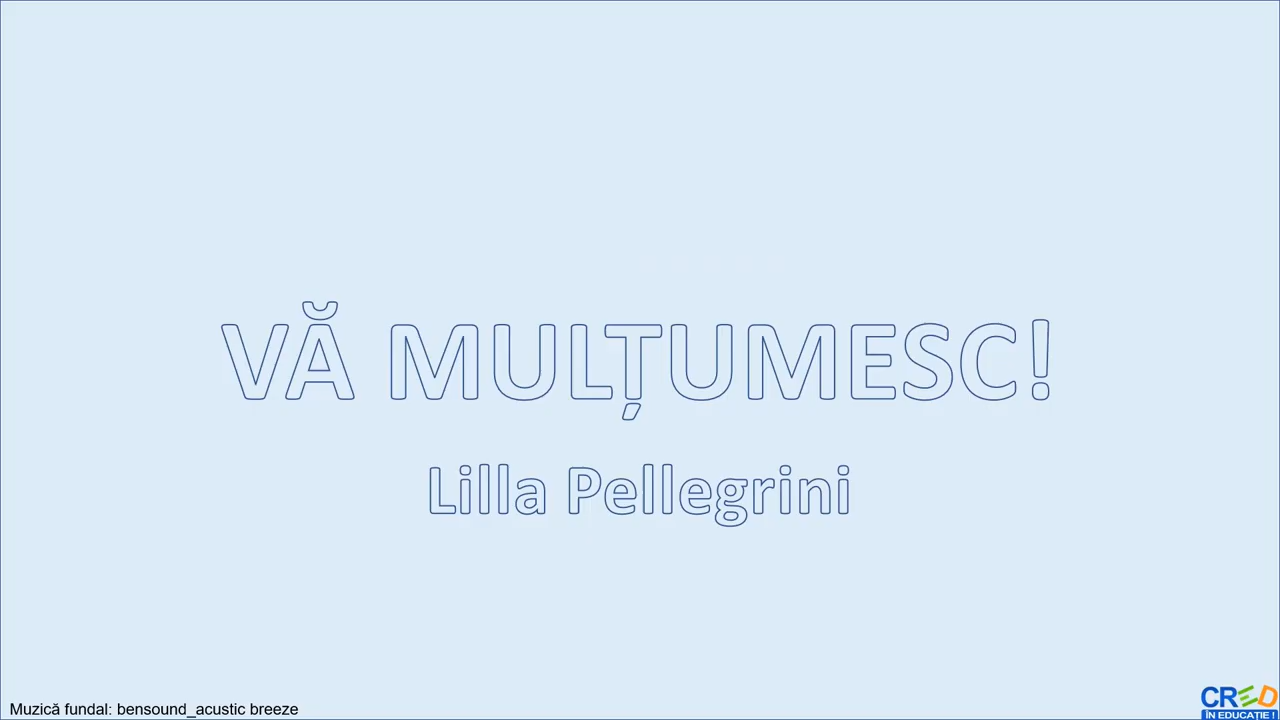 VĂ MULȚUMESC!
Lilla Pellegrini
Muzică fundal: bensound_acustic breeze
CRED
ÎN EDUCAȚIE !